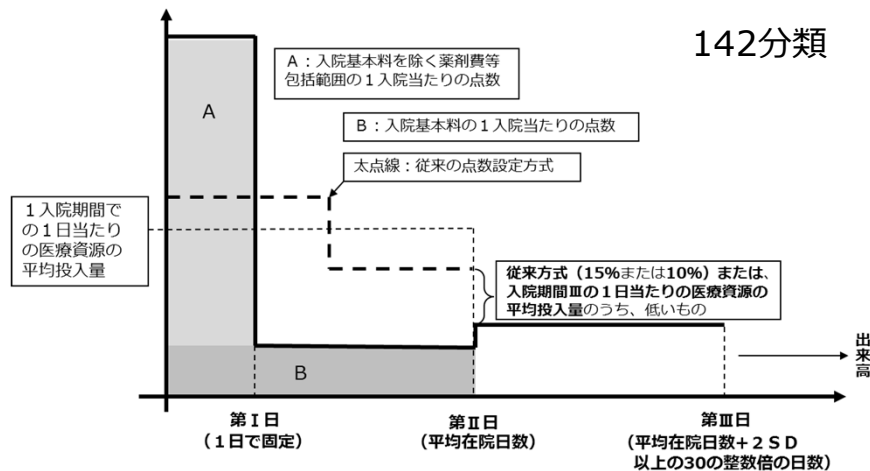 142分類
A：入院基本料を除く薬剤費等
包括範囲の１入院当たりの点数
A
B：入院基本料の１入院当たりの点数
太点線：従来の点数設定方式
１入院期間で
の１日当たり
の医療資源の
平均投入量
従来方式（15%または10%）または、
入院期間Ⅲの１日当たりの医療資源の
平均投入量のうち、低いもの
出来高
B
第Ⅰ日
（１日で固定）
第Ⅱ日
（平均在院日数）
第Ⅲ日
（平均在院日数＋２ＳＤ
以上の30の整数倍の日数）